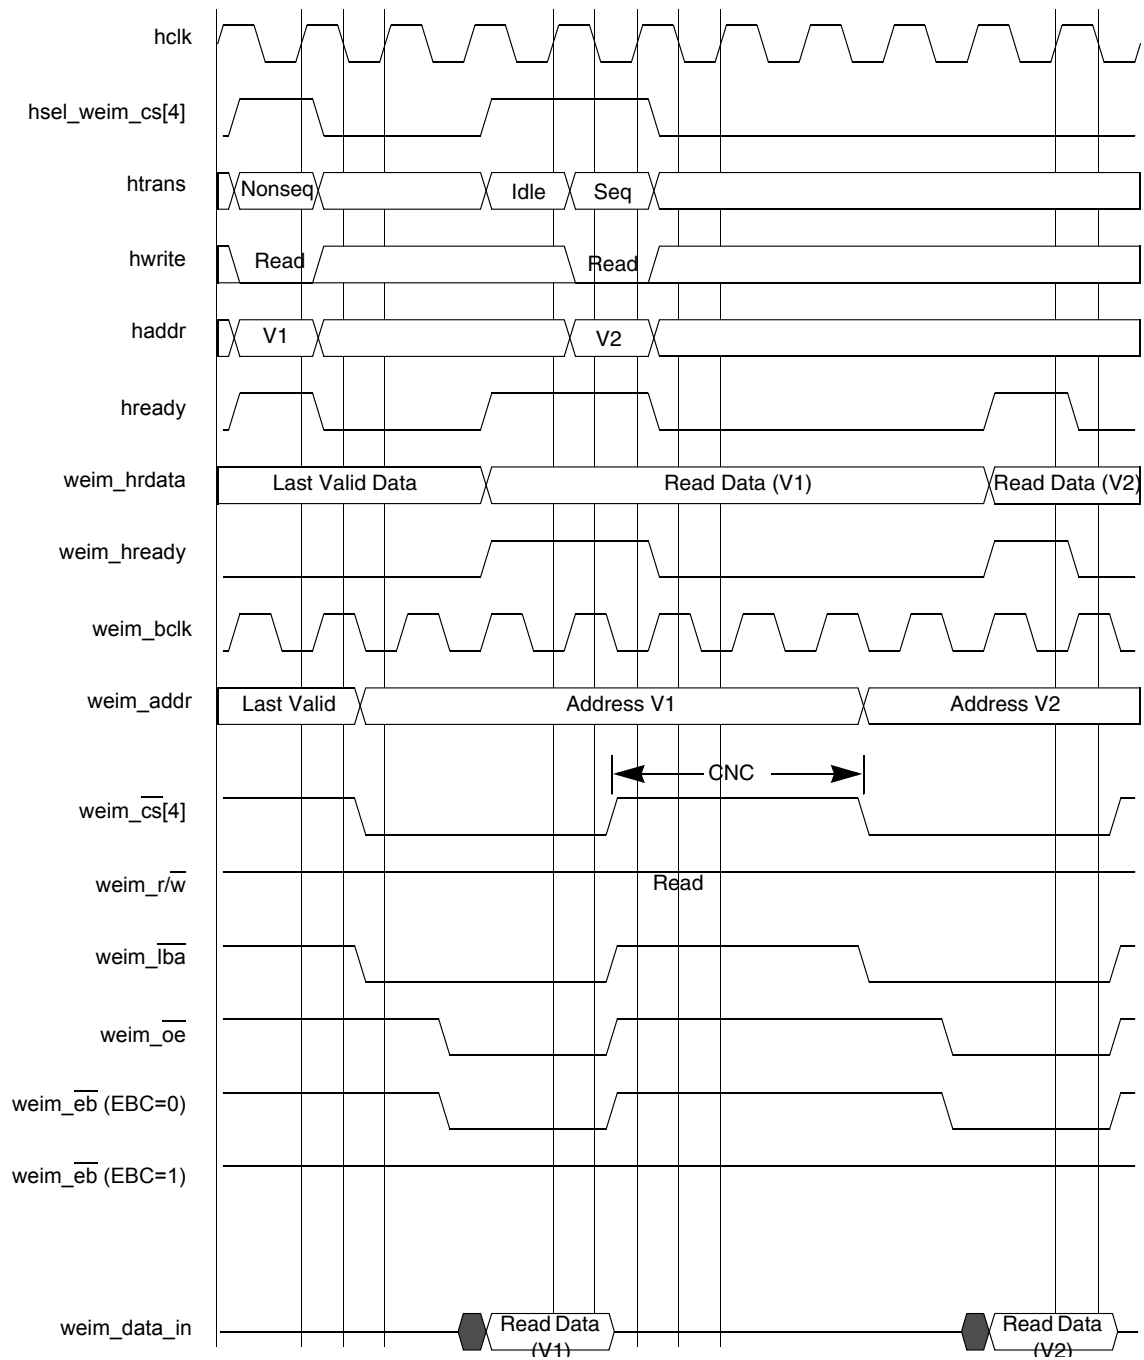 hclk
hsel_weim_cs[4]
htrans Nonseq Idle Seq
hwrite Read Read
haddr V1 V2
hready
weim_hrdata Last Valid Data Read Data (V1) Read Data (V2)
weim_hready
weim_bclk
weim_addr Last Valid Address V1 Address V2
CNC
weim_cs[4]
weim_r/w Read
weim_lba
weim_oe
weim_eb (EBC=0)
weim_eb (EBC=1)
weim_data_in Read Data (V1) Read Data (V2)